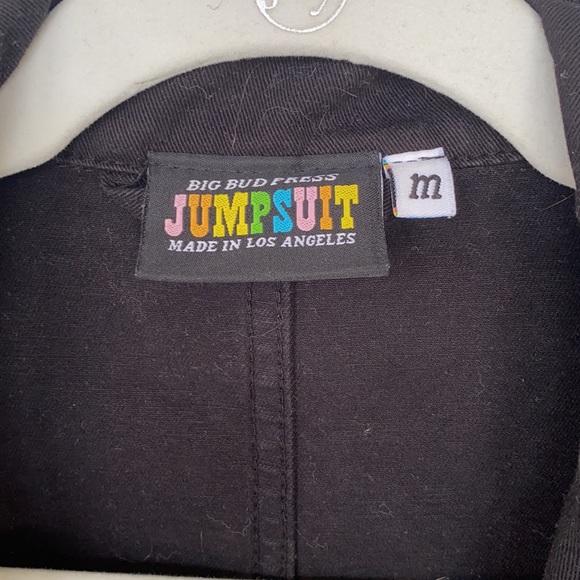 BIG BUD PRESS
JUMPSUIT
MADE IN LOS ANGELES
m